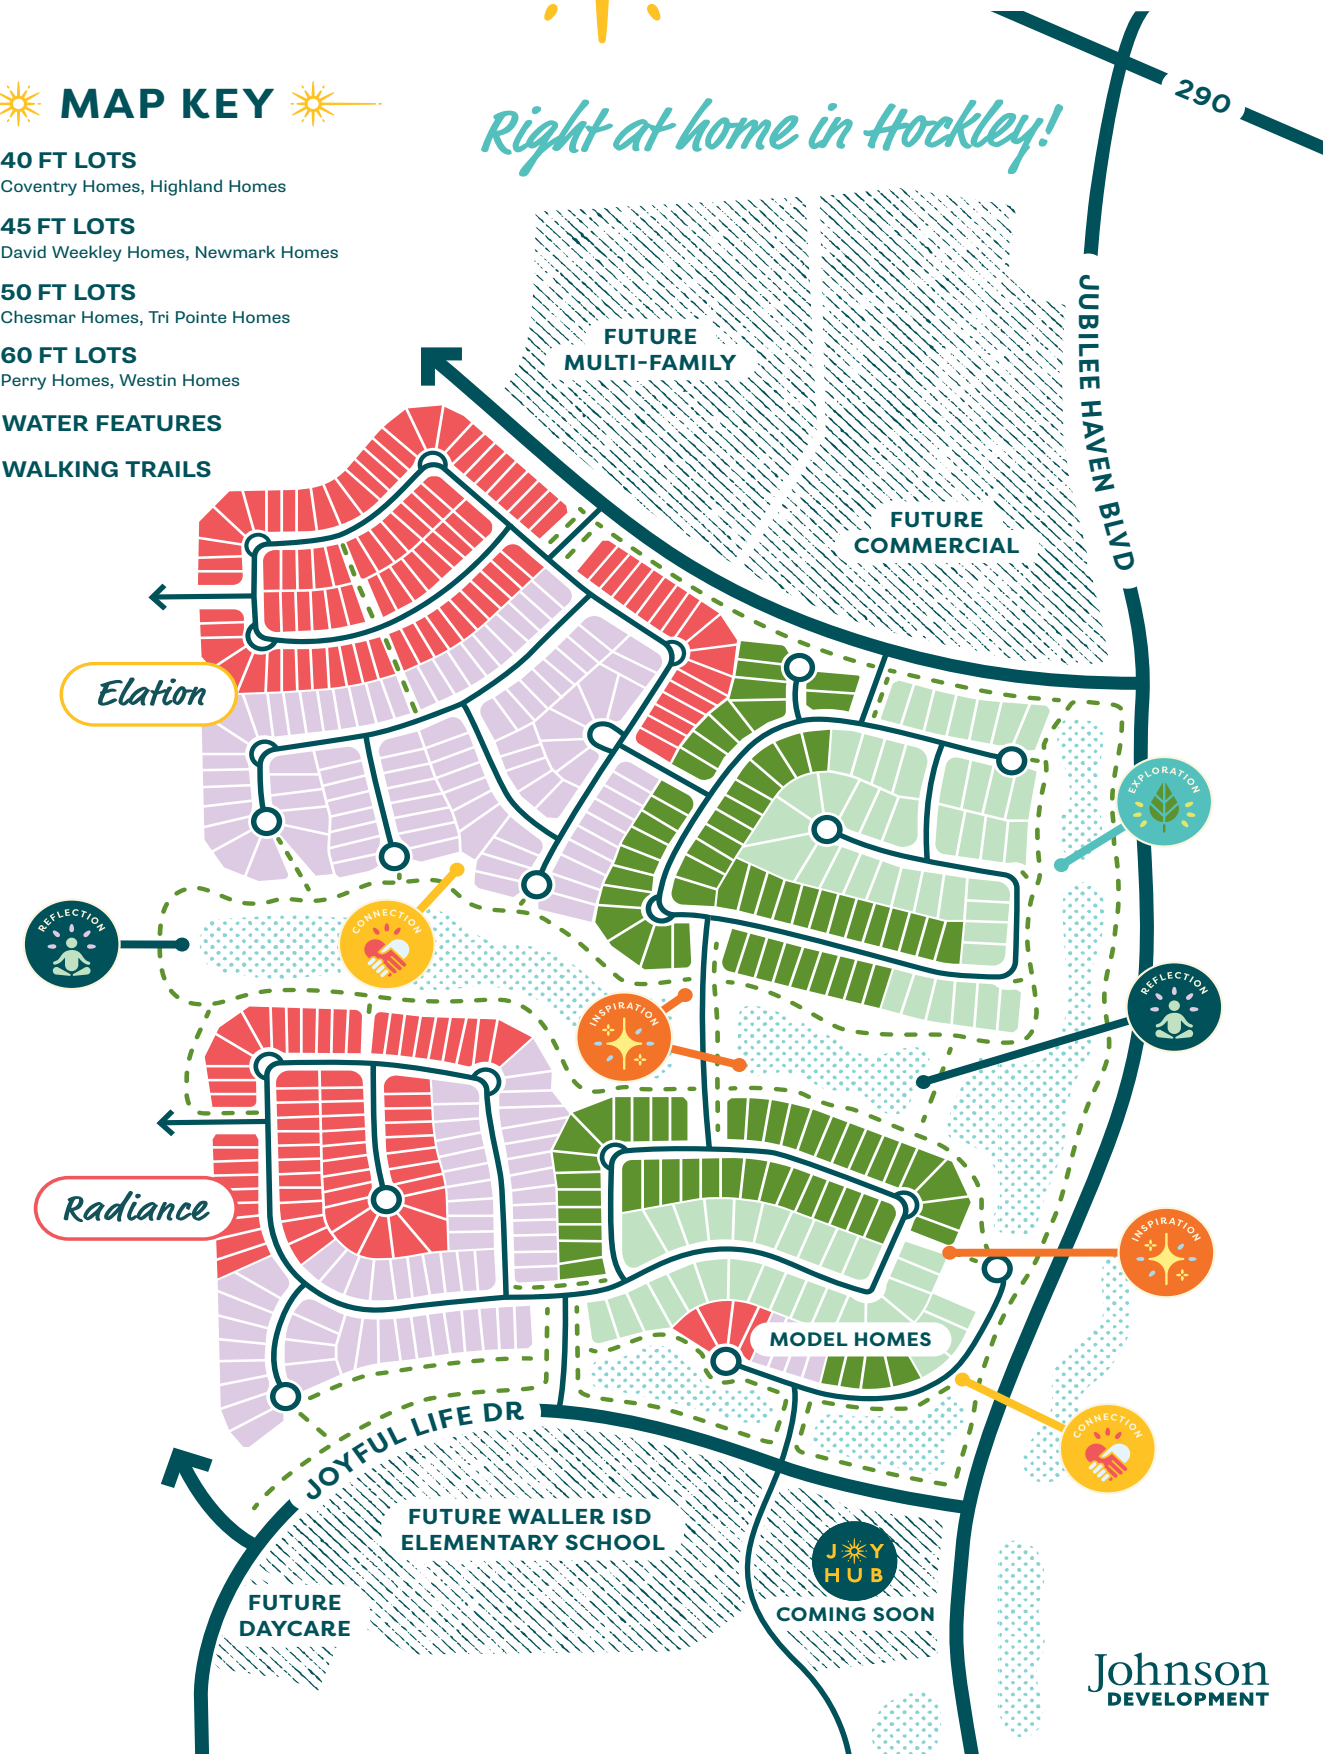 MAP KEY
40 FT LOTS
Coventry Homes, Highland Homes
45 FT LOTS
David Weekley Homes, Newmark Homes
50 FT LOTS
Chesmar Homes, Tri Pointe Homes
60 FT LOTS
Perry Homes, Westin Homes
WATER FEATURES
WALKING TRAILS
Right at home in Hockley!
290
JUBILEE HAVEN BLVD
FUTURE
MULTI-FAMILY
FUTURE
COMMERCIAL
Elation
EXPLORATION
REFLECTION
CONNECTION
INSPIRATION
REFLECTION
Radiance
INSPIRATION
MODEL HOMES
CONNECTION
JOYFUL LIFE DR
FUTURE WALLER ISD
ELEMENTARY SCHOOL
FUTURE
DAYCARE
JOY
HUB
COMING SOON
Johnson
DEVELOPMENT